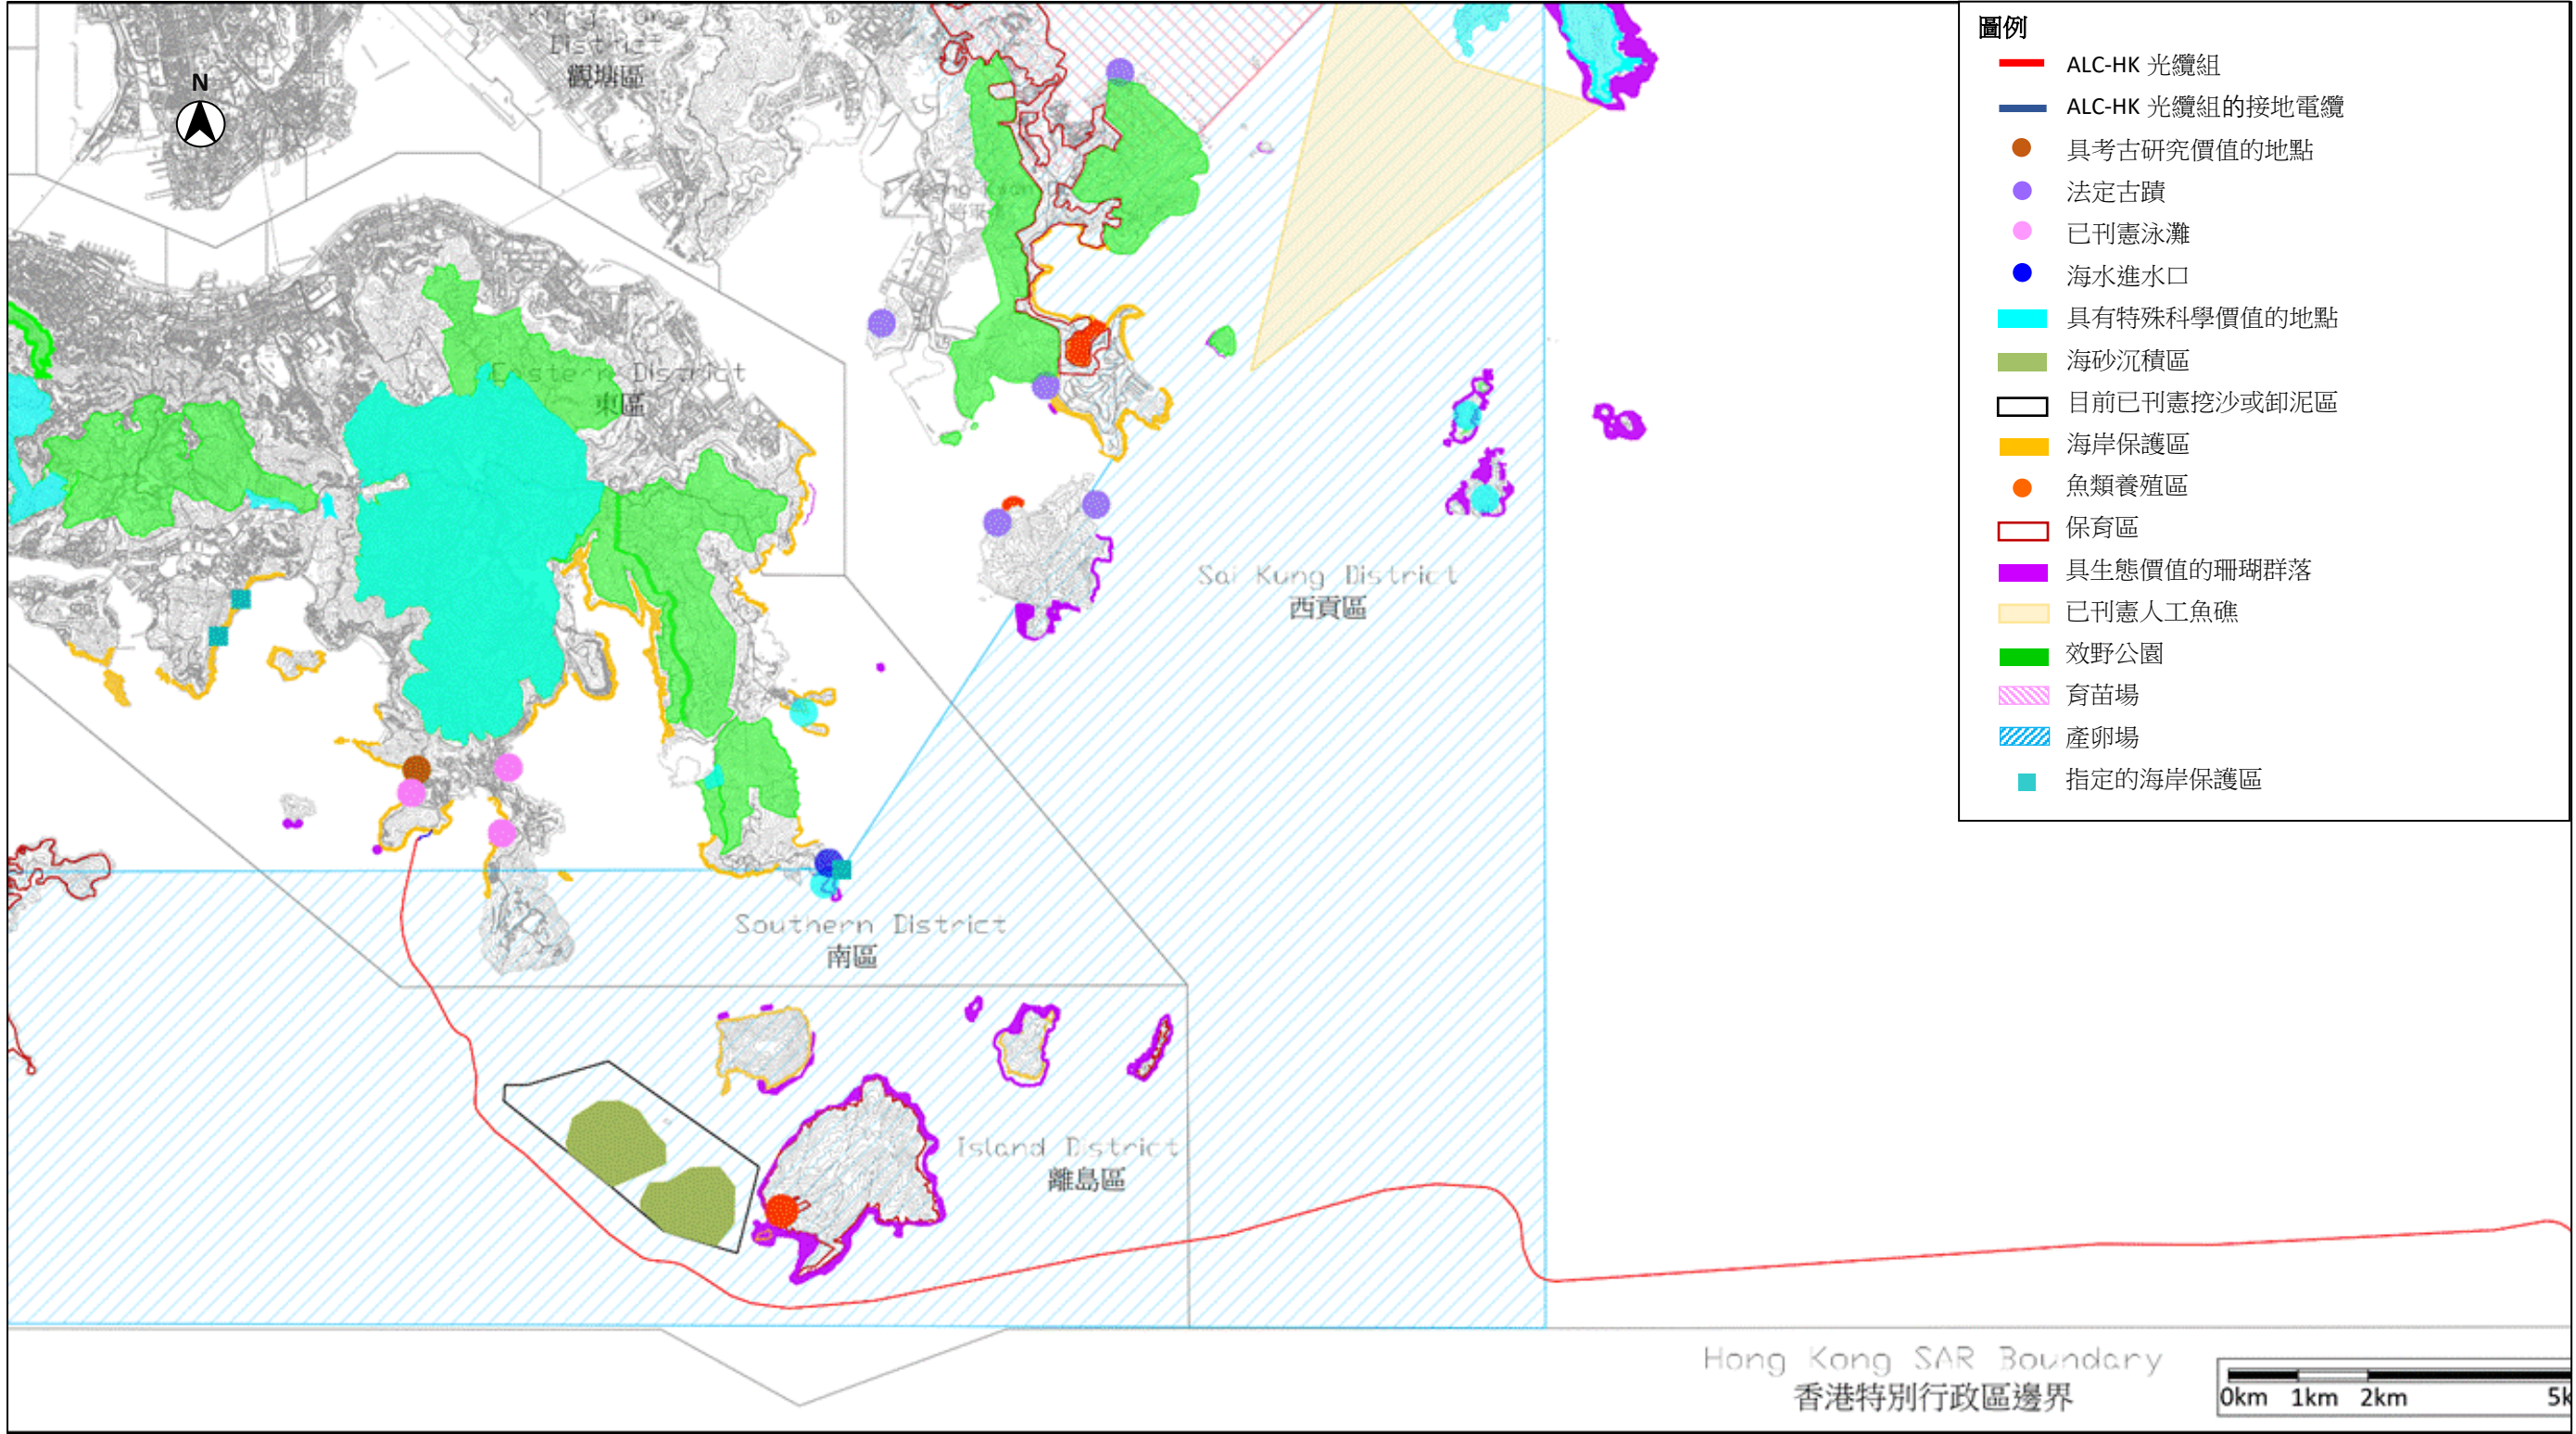 Kung Tong
District
觀塘區
N
Tseung Kwan O
將軍澳
Eastern District
東區
Sai Kung District
西貢區
Southern District
南區
Island District
離島區
Hong Kong SAR Boundary
香港特別行政區邊界
0km 1km 2km 5k
圖例
ALC-HK 光纜組
ALC-HK 光纜組的接地電纜
具考古研究價值的地點
法定古蹟
已刊憲泳灘
海水進水口
具有特殊科學價值的地點
海砂沉積區
目前已刊憲挖沙或卸泥區
海岸保護區
魚類養殖區
保育區
具生態價值的珊瑚群落
已刊憲人工魚礁
效野公園
育苗場
產卵場
指定的海岸保護區